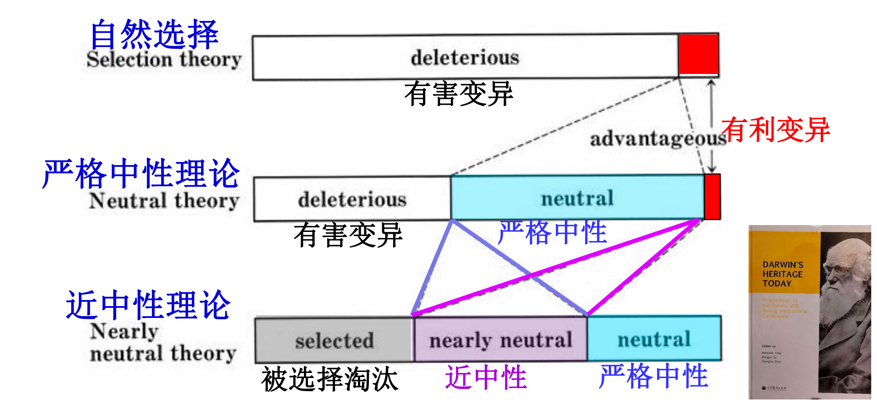 自然选择
Selection theory
deleterious
有害变异
advantageous
有利变异
严格中性理论
Neutral theory
deleterious
neutral
有害变异
严格中性
近中性理论
Nearly
neutral theory
selected
nearly neutral
neutral
被选择淘汰
近中性
严格中性
DARWIN'S
HERITAGE
TODAY